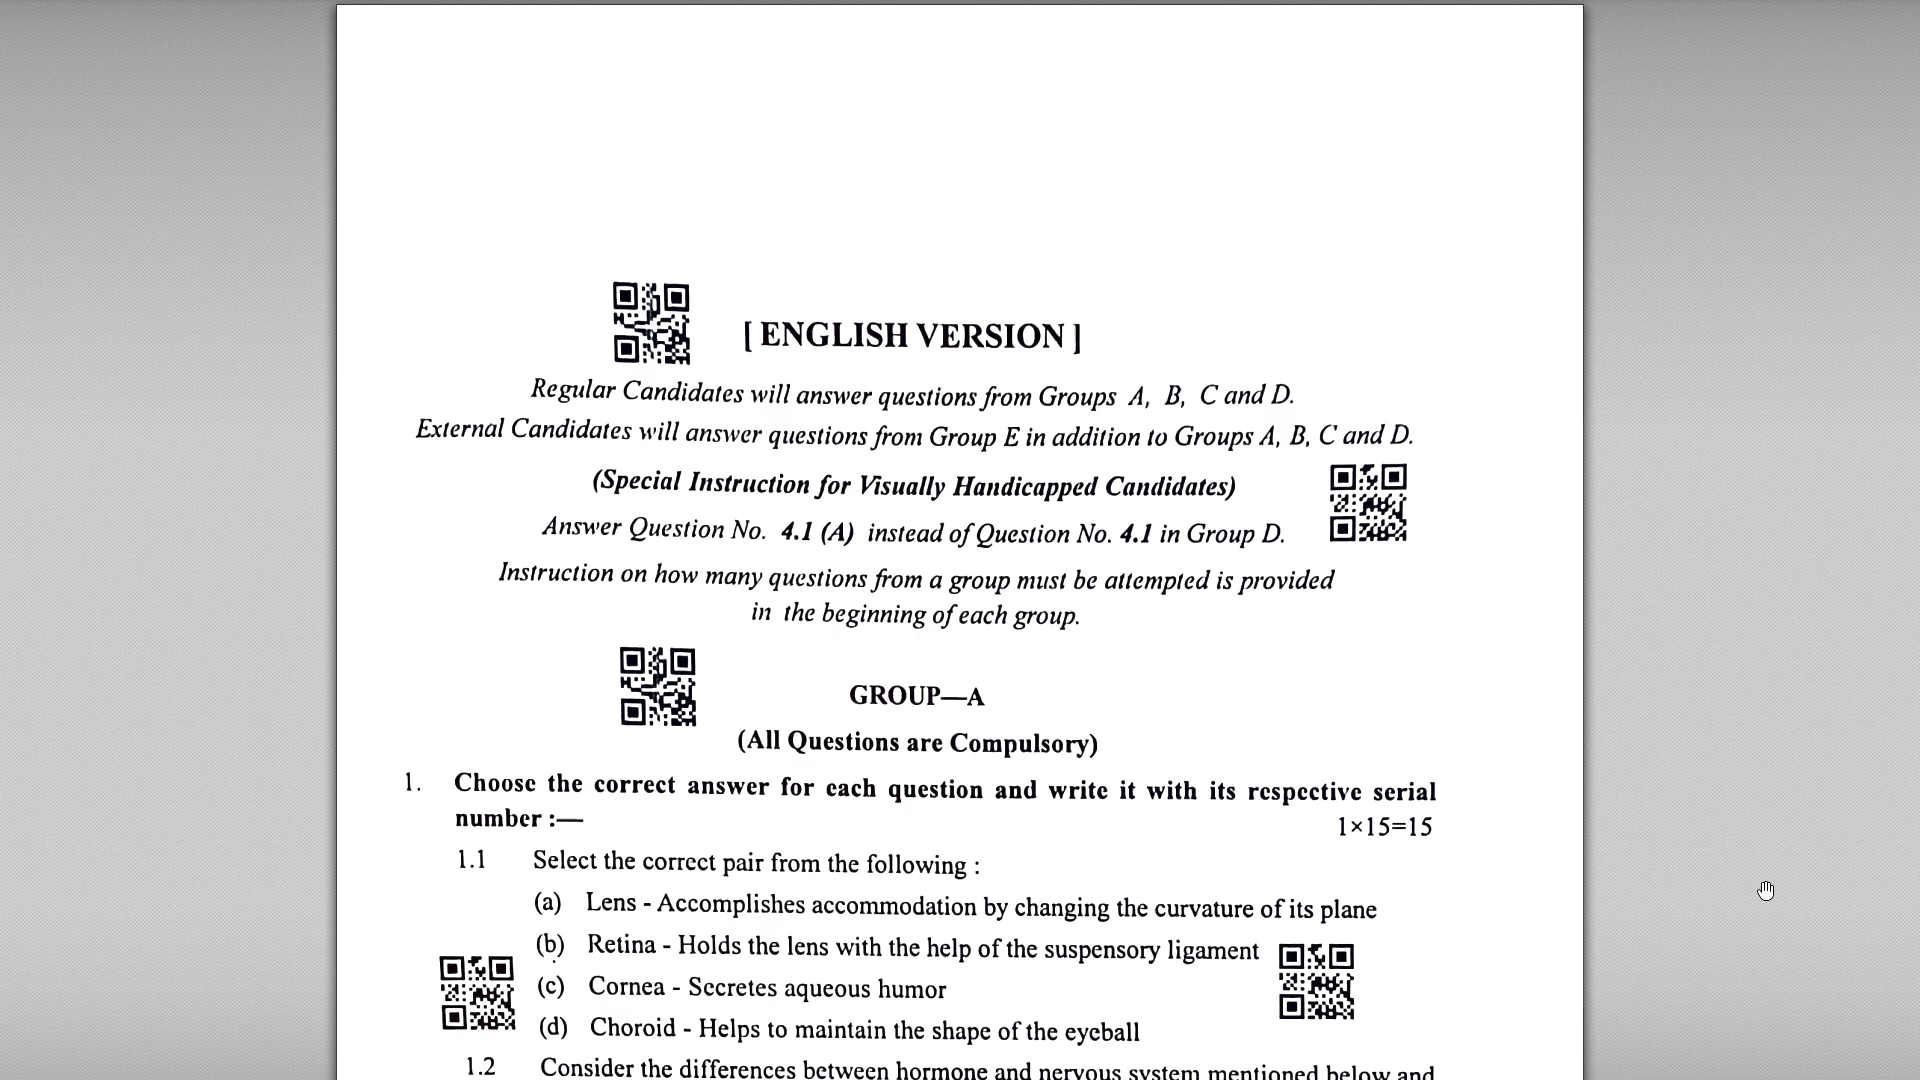 [ ENGLISH VERSION ]
Regular Candidates will answer questions from Groups A, B, C and D.
External Candidates will answer questions from Group E in addition to Groups A, B, C and D.
(Special Instruction for Visually Handicapped Candidates)
Answer Question No. 4.1 (A) instead of Question No. 4.1 in Group D.
Instruction on how many questions from a group must be attempted is provided
in the beginning of each group.
GROUP—A
(All Questions are Compulsory)
1. Choose the correct answer for each question and write it with its respective serial
number :— 1×15=15
1.1 Select the correct pair from the following :
(a) Lens - Accomplishes accommodation by changing the curvature of its plane
(b) Retina - Holds the lens with the help of the suspensory ligament
(c) Cornea - Secretes aqueous humor
(d) Choroid - Helps to maintain the shape of the eyeball
1.2 Consider the differences between hormone and nervous system mentioned below and